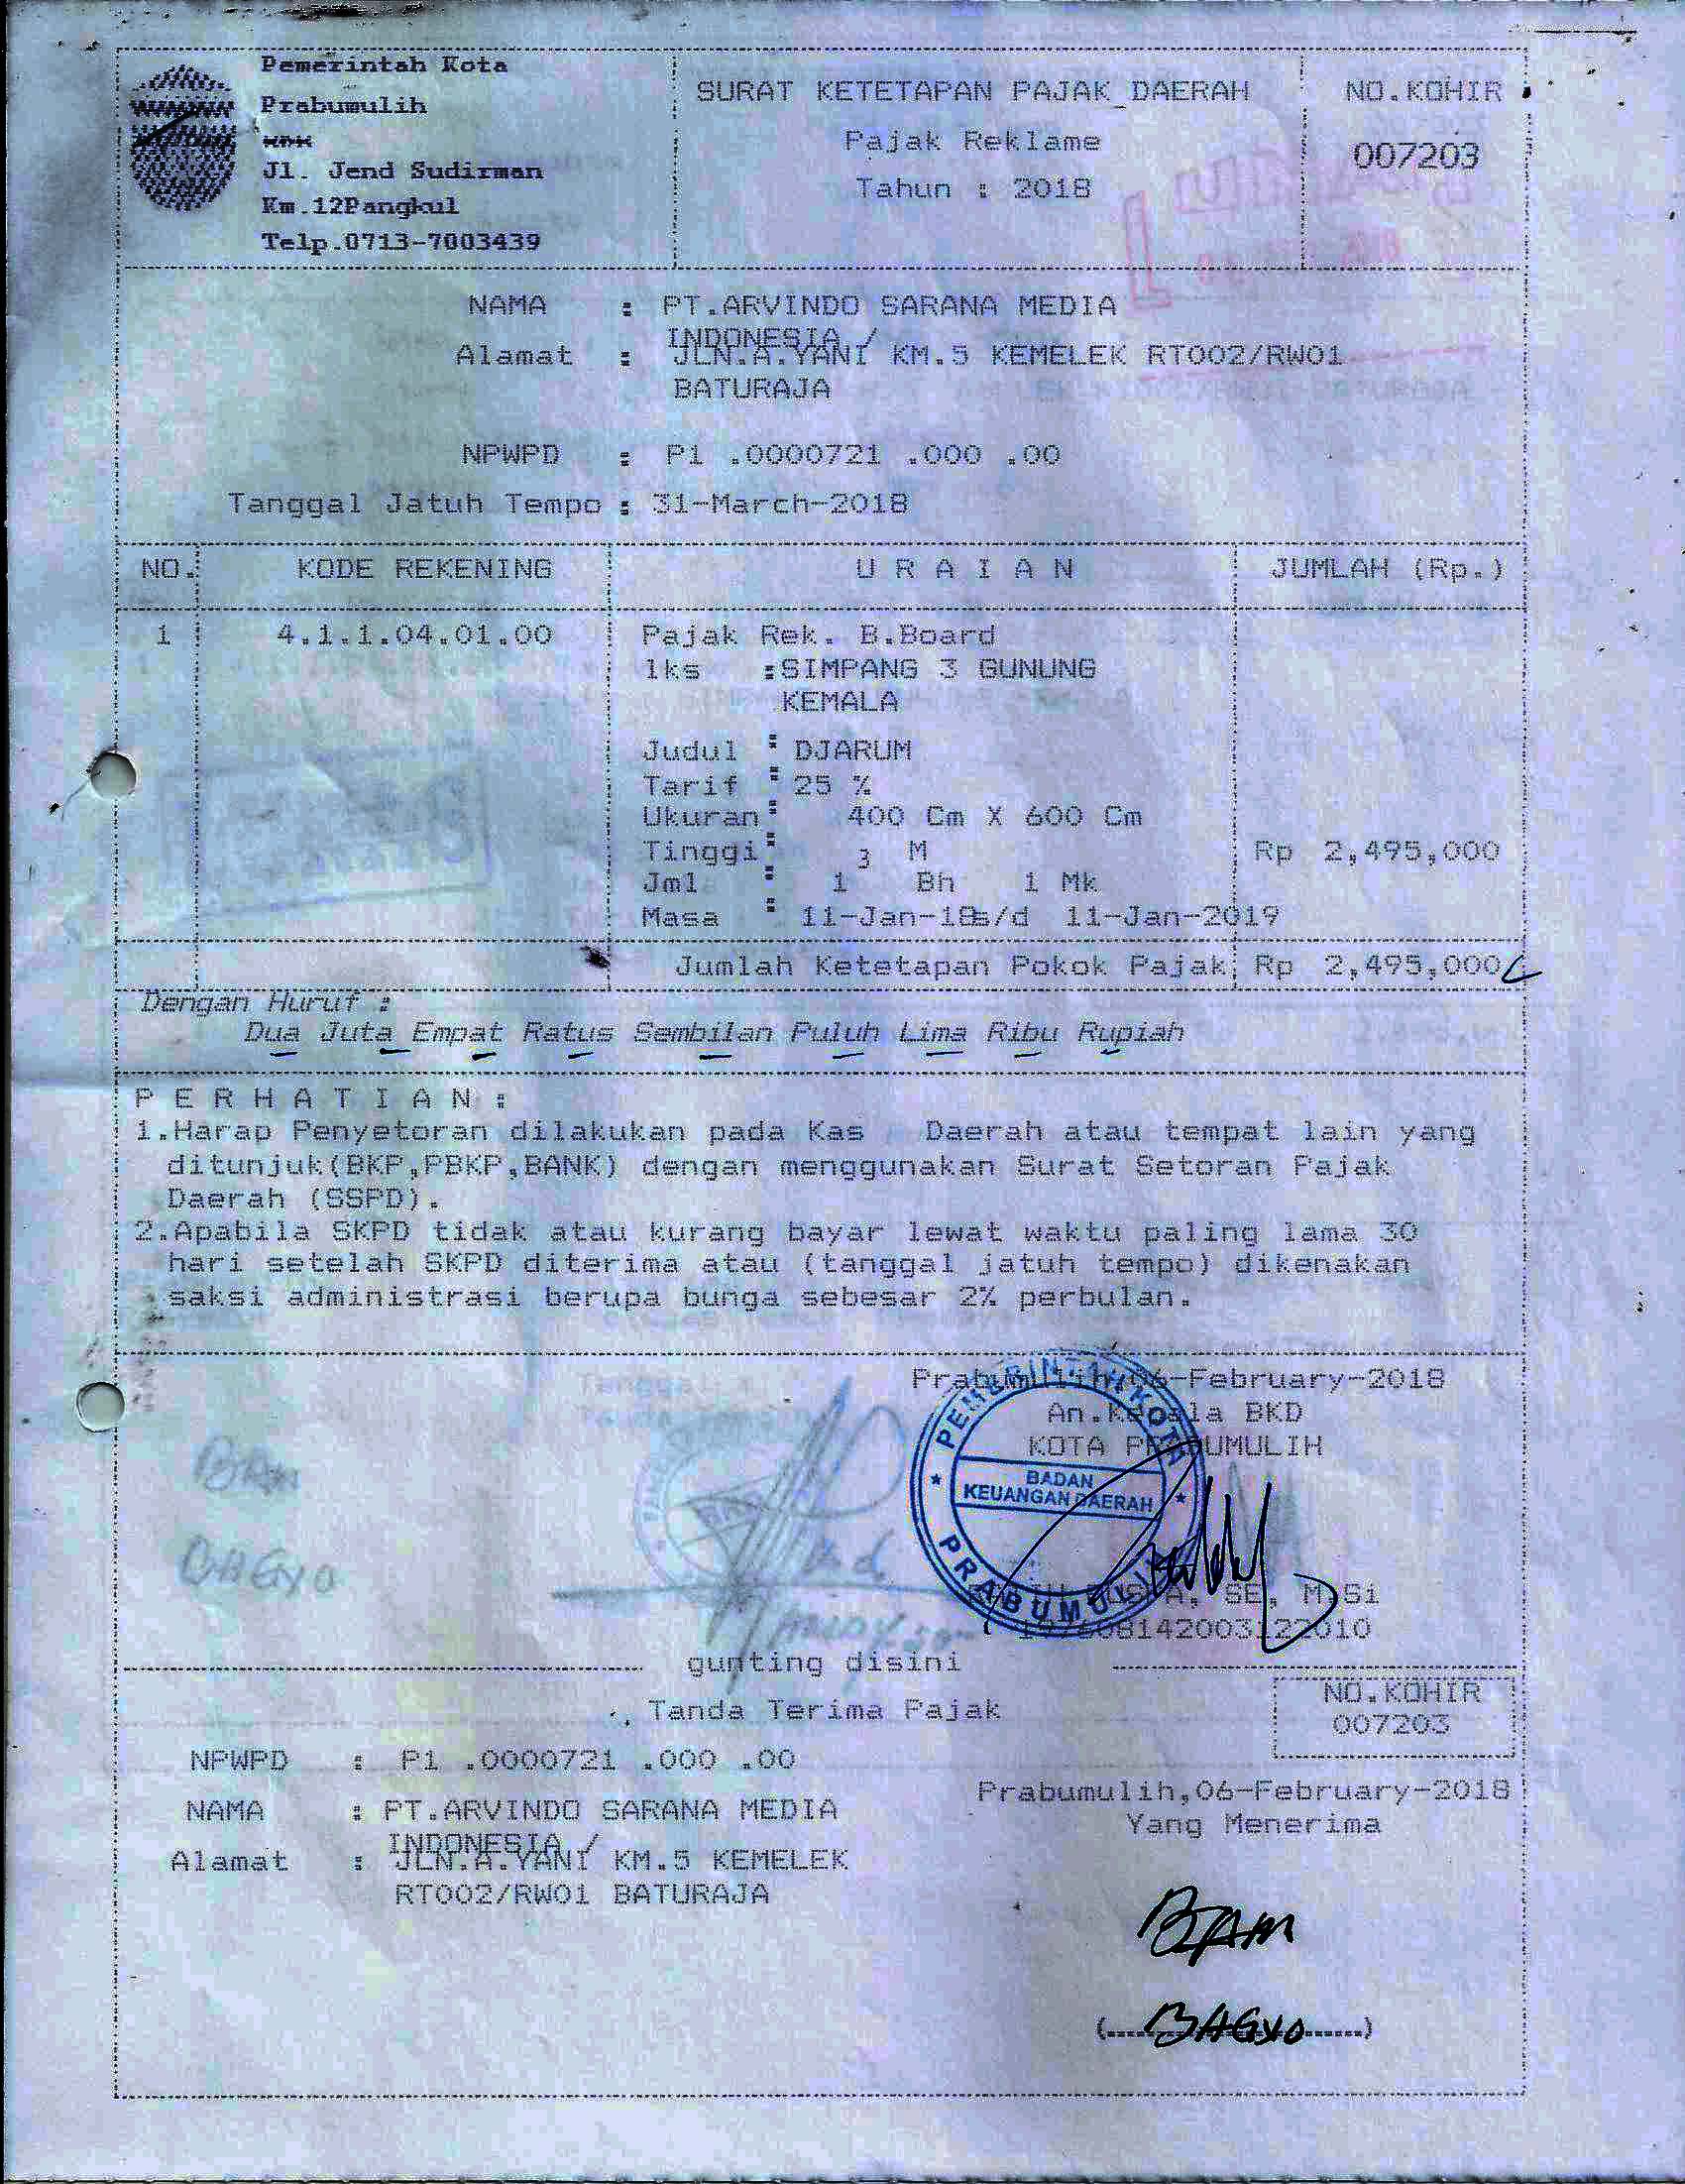 Pemerintah Kota
Prabumulih
Jl. Jend Sudirman
Km.12Pangkul
Telp.0713-7003439
SURAT KETETAPAN PAJAK DAERAH
Pajak Reklame
Tahun : 2018
NO.KOHIR
007203
NAMA : PT.ARVINDO SARANA MEDIA
INDONESIA /
Alamat : JLN.A.YANI KM.5 KEMELEK RT002/RW01
BATURAJA
NPWPD : P1 .0000721 .000 .00
Tanggal Jatuh Tempo : 31-March-2018
NO. KODE REKENING U R A I A N JUMLAH (Rp.)
1 4.1.1.04.01.00 Pajak Rek. B.Board
lks :SIMPANG 3 GUNUNG
KEMALA
Judul : DJARUM
Tarif : 25 %
Ukuran : 400 Cm X 600 Cm
Tinggi : 3 M Rp 2,495,000
Jml : 1 Bh 1 Mk
Masa : 11-Jan-18s/d 11-Jan-2019
Jumlah Ketetapan Pokok Pajak Rp 2,495,000
Dengan Huruf :
Dua Juta Empat Ratus Sembilan Puluh Lima Ribu Rupiah
P E R H A T I A N :
1.Harap Penyetoran dilakukan pada Kas Daerah atau tempat lain yang
ditunjuk(BKP,PBKP,BANK) dengan menggunakan Surat Setoran Pajak
Daerah (SSPD).
2.Apabila SKPD tidak atau kurang bayar lewat waktu paling lama 30
hari setelah SKPD diterima atau (tanggal jatuh tempo) dikenakan
saksi administrasi berupa bunga sebesar 2% perbulan.
Prabumulih,06-February-2018
An.Kepala BKD
KOTA PRABUMULIH
PEMERINTAH KOTA
BADAN
KEUANGAN DAERAH
PRABUMULIH
SE, M.Si
gunting disini
Tanda Terima Pajak
NO.KOHIR
007203
NPWPD : P1 .0000721 .000 .00
NAMA : PT.ARVINDO SARANA MEDIA
INDONESIA /
Alamat : JLN.A.YANI KM.5 KEMELEK
RT002/RW01 BATURAJA
Prabumulih,06-February-2018
Yang Menerima
BAM
(BAGYO)